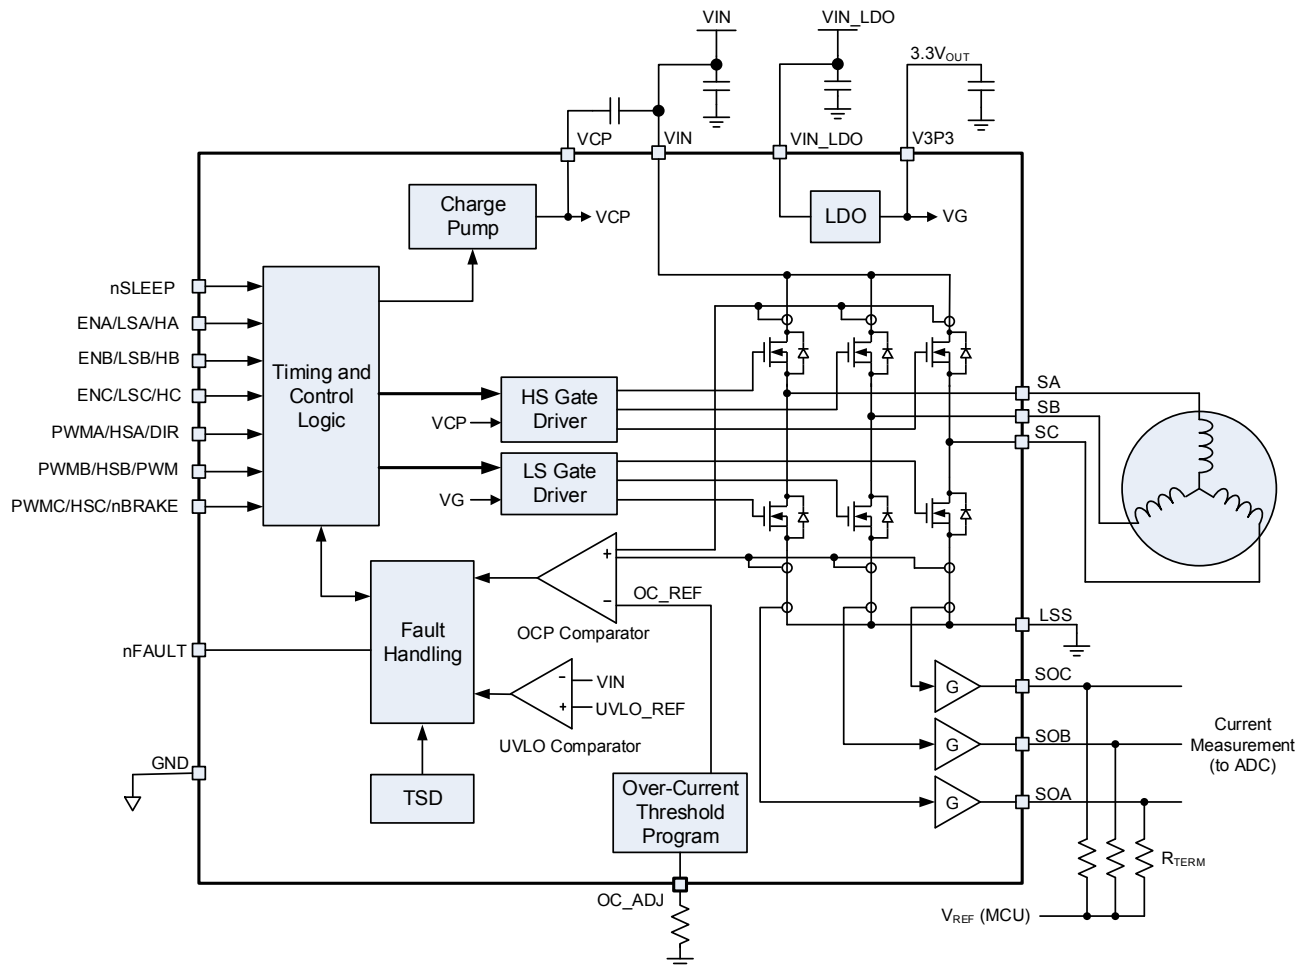 VIN
VIN_LDO
3.3VOUT
VCP
VIN
VIN_LDO
V3P3
Charge
Pump
VCP
LDO
VG
nSLEEP
ENA/LSA/HA
ENB/LSB/HB
ENC/LSC/HC
PWMA/HSA/DIR
PWMB/HSB/PWM
PWMC/HSC/nBRAKE
Timing and
Control
Logic
HS Gate
Driver
VCP
LS Gate
Driver
VG
SA
SB
SC
+
−
OC_REF
OCP Comparator
Fault
Handling
nFAULT
−
VIN
+
UVLO_REF
UVLO Comparator
LSS
G
SOC
G
SOB
G
SOA
Current
Measurement
(to ADC)
GND
TSD
Over-Current
Threshold
Program
OC_ADJ
RTERM
VREF (MCU)